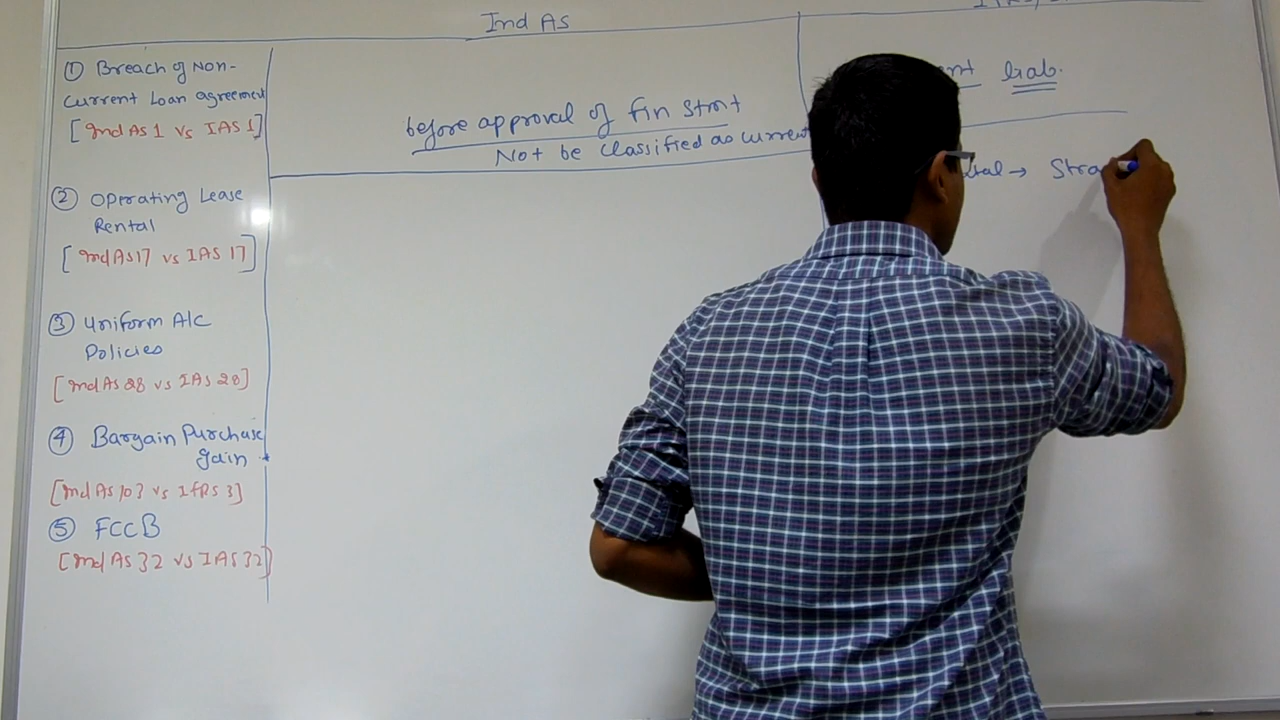 Ind AS
① Breach of Non-
Current Loan agreement
[Ind AS 1 vs IAS 1]
before approval of fin Stmt
Not be classified as current
liab.
② Operating Lease
Rental
[Ind AS 17 vs IAS 17]
③ Uniform A/C
Policies
[Ind AS 28 vs IAS 28]
④ Bargain Purchase
gain
[Ind AS 103 vs IFRS 3]
⑤ FCCB
[Ind AS 32 vs IAS 32]